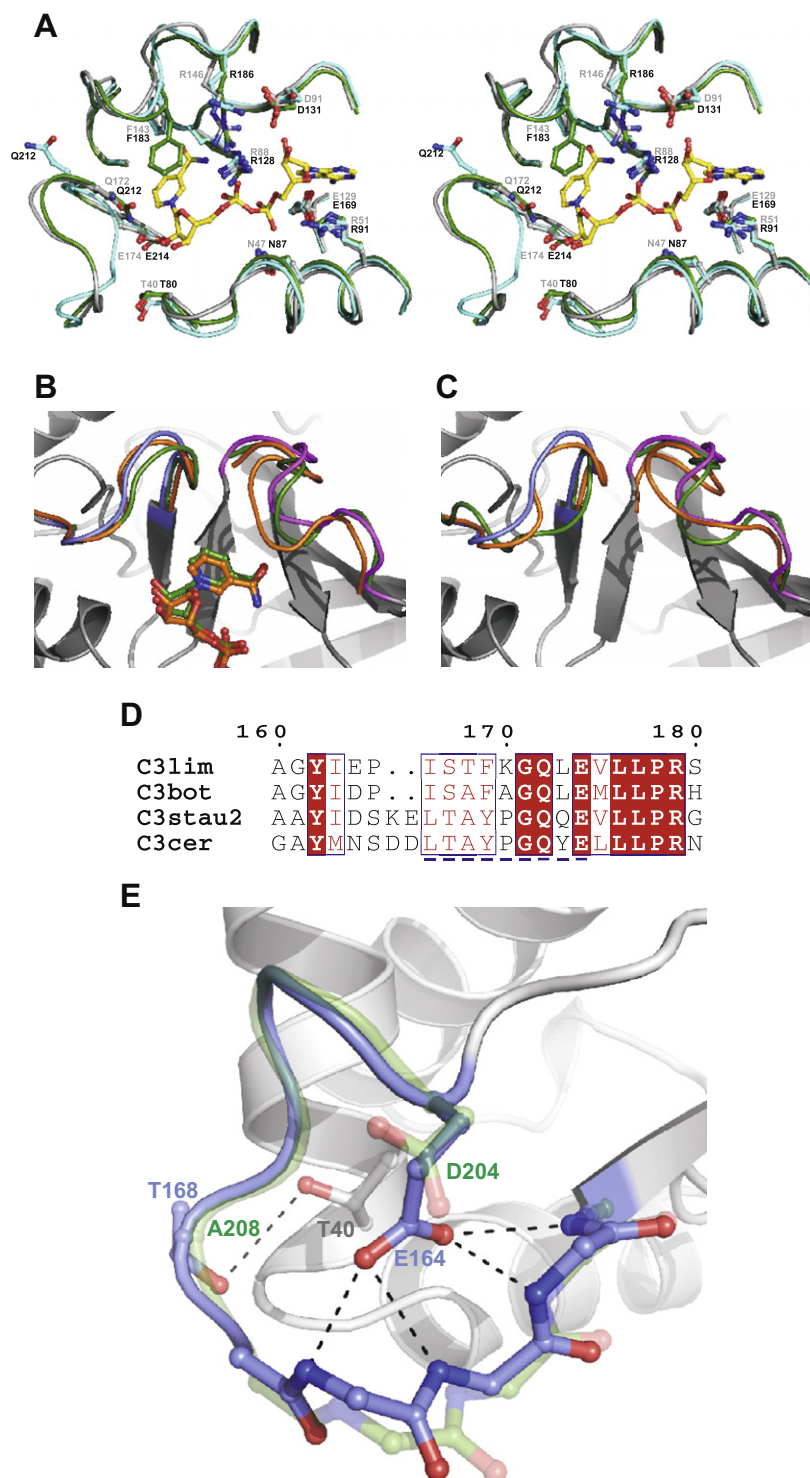 A
R146 R186 D91 D131
F143 F183 R88 R128
Q212
Q172 Q212
E129 E169
R51 R91
E174 E214 N47 N87
T40 T80
R146 R186 D91 D131
F143 F183 R88 R128
Q212
Q172 Q212
E129 E169
R51 R91
E174 E214 N47 N87
T40 T80
B C
D
160 170 180
C3lim AGYIEP..ISTFKGQLEVLLPRS
C3bot AGYIDP..ISAFAGQLEMLLPRH
C3stau2 AAYIDSKELTAYPGQQEVLLPRG
C3cer GAYMNSDDLTAYPGQYELLLPRN
E
D204
T168
A208
T40
E164